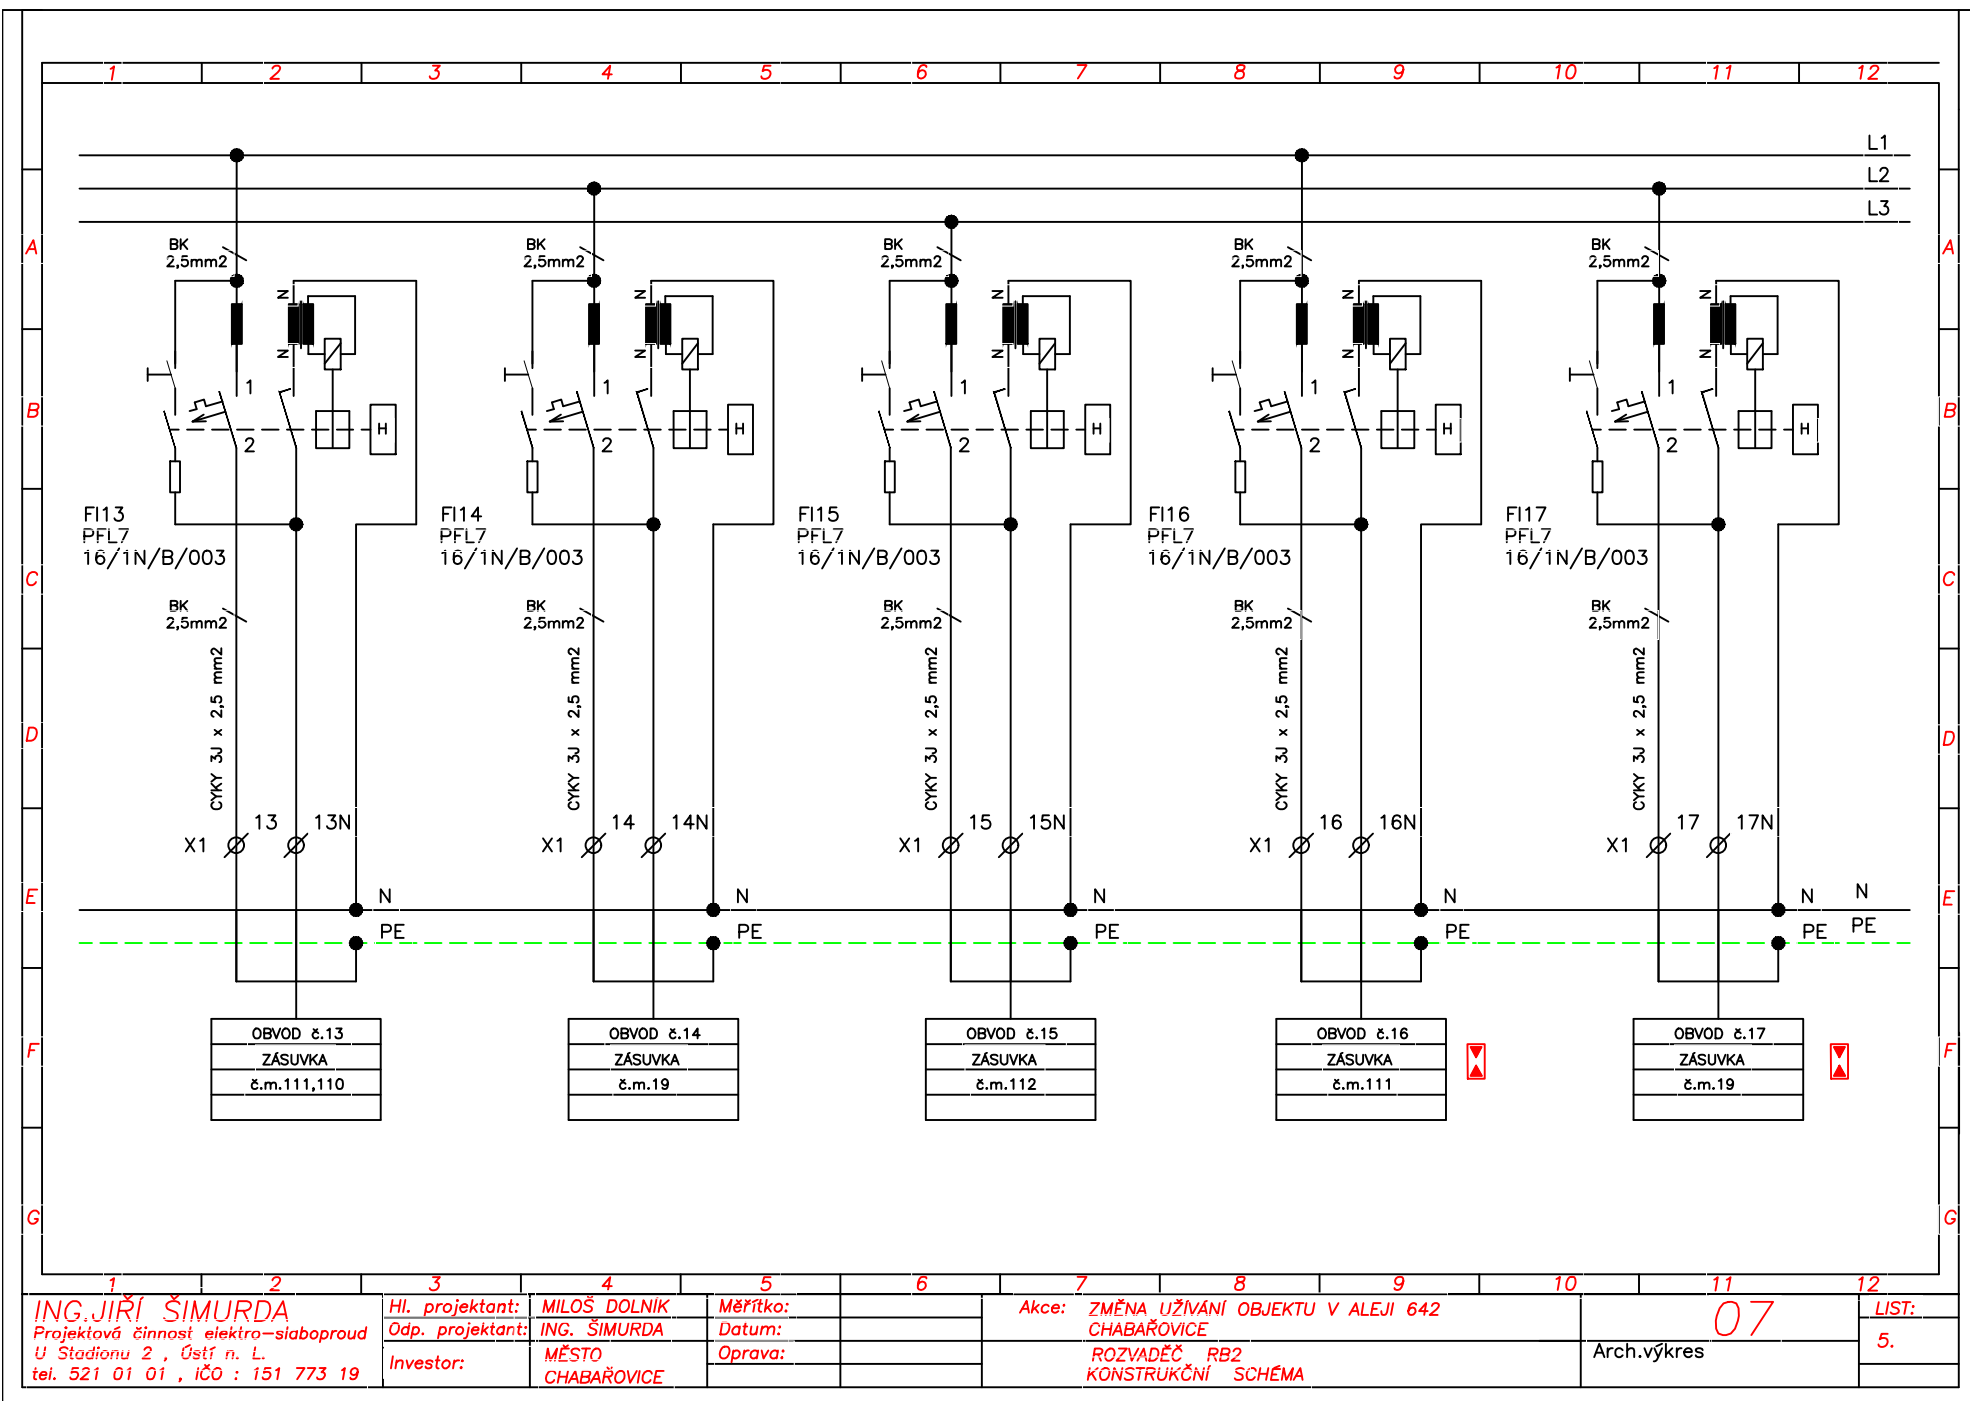 1 2 3 4 5 6 7 8 9 10 11 12
L1
L2
L3
A A
BK BK BK BK BK
2,5mm2 2,5mm2 2,5mm2 2,5mm2 2,5mm2
N N N N N
N N N N N
1 1 1 1 1
B B
H H H H H
2 2 2 2 2
FI13 FI14 FI15 FI16 FI17
PFL7 PFL7 PFL7 PFL7 PFL7
16/1N/B/003 16/1N/B/003 16/1N/B/003 16/1N/B/003 16/1N/B/003
C C
BK BK BK BK BK
2,5mm2 2,5mm2 2,5mm2 2,5mm2 2,5mm2
CYKY 3J x 2,5 mm2 CYKY 3J x 2,5 mm2 CYKY 3J x 2,5 mm2 CYKY 3J x 2,5 mm2 CYKY 3J x 2,5 mm2
D D
13 13N 14 14N 15 15N 16 16N 17 17N
X1 X1 X1 X1 X1
E N N N N N N E
PE PE PE PE PE PE
OBVOD č.13 OBVOD č.14 OBVOD č.15 OBVOD č.16 OBVOD č.17
F ZÁSUVKA ZÁSUVKA ZÁSUVKA ZÁSUVKA ZÁSUVKA F
č.m.111,110 č.m.19 č.m.112 č.m.111 č.m.19
G G
1 2 3 4 5 6 7 8 9 10 11 12
ING.JIŘÍ ŠIMURDA
Projektová činnost elektro-slaboproud
U Stadionu 2 , Ústí n. L.
tel. 521 01 01 , IČO : 151 773 19
Hl. projektant: MILOŠ DOLNÍK
Odp. projektant: ING. ŠIMURDA
Investor: MĚSTO
CHABAŘOVICE
Měřítko:
Datum:
Oprava:
Akce: ZMĚNA UŽÍVÁNÍ OBJEKTU V ALEJI 642
CHABAŘOVICE
ROZVADĚČ RB2
KONSTRUKČNÍ SCHÉMA
07
Arch.výkres
LIST:
5.